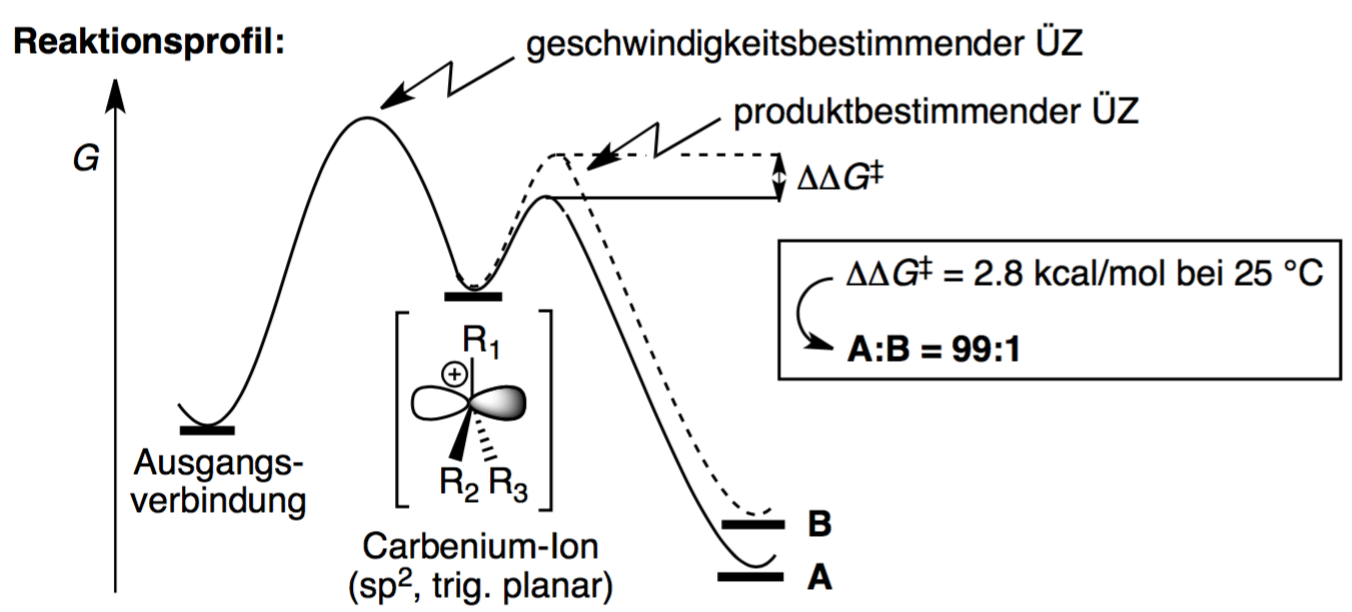 Reaktionsprofil:
geschwindigkeitsbestimmender ÜZ
produktbestimmender ÜZ
G
ΔΔG‡
ΔΔG‡ = 2.8 kcal/mol bei 25 °C
A:B = 99:1
R1
+
R2 R3
Ausgangs-
verbindung
Carbenium-Ion
(sp2, trig. planar)
B
A